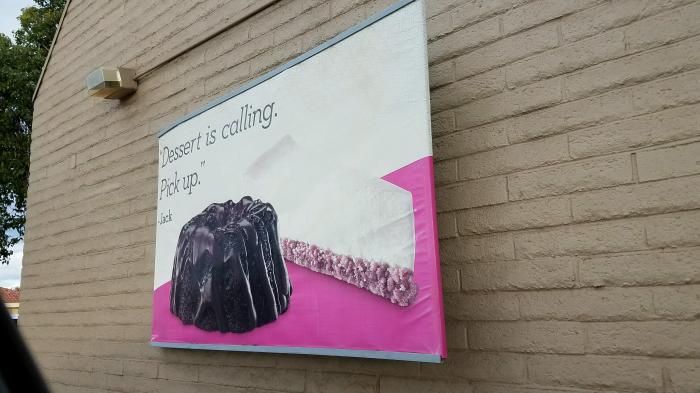 "Dessert is calling.
Pick up."
-Jack